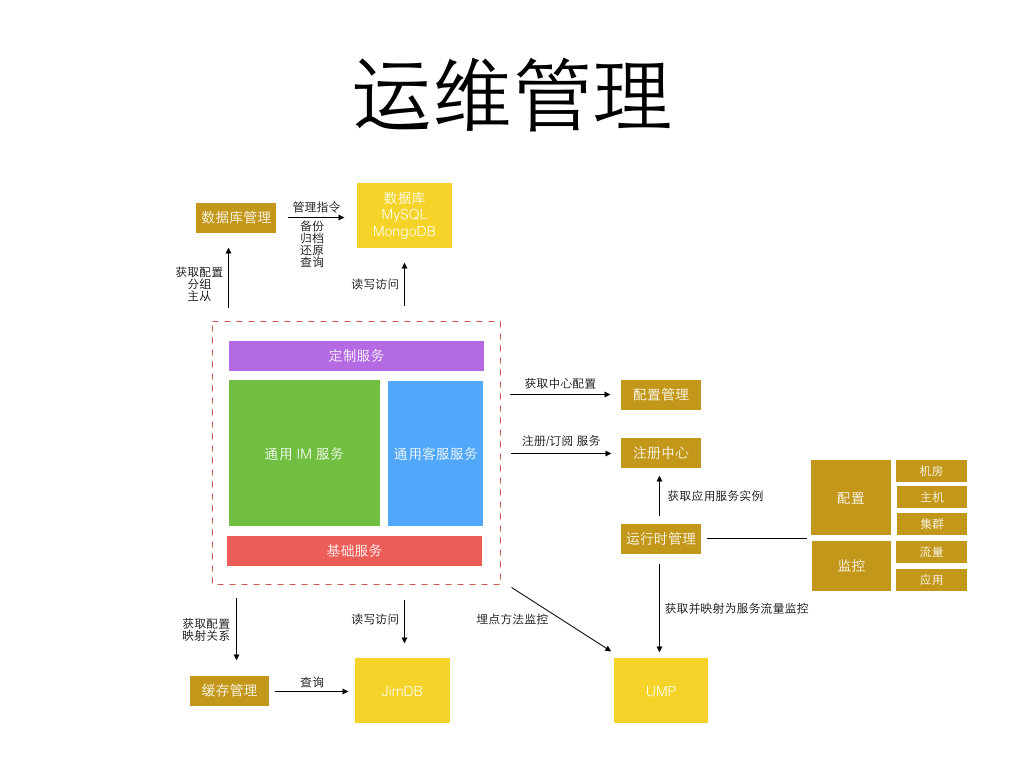 运维管理
数据库管理
管理指令
备份
归档
还原
查询
数据库
MySQL
MongoDB
获取配置
分组
主从
读写访问
定制服务
通用 IM 服务
通用客服服务
基础服务
获取中心配置
配置管理
注册/订阅 服务
注册中心
获取应用服务实例
运行时管理
配置
机房
主机
集群
监控
流量
应用
获取并映射为服务流量监控
获取配置
映射关系
读写访问
埋点方法监控
缓存管理
查询
JimDB
UMP